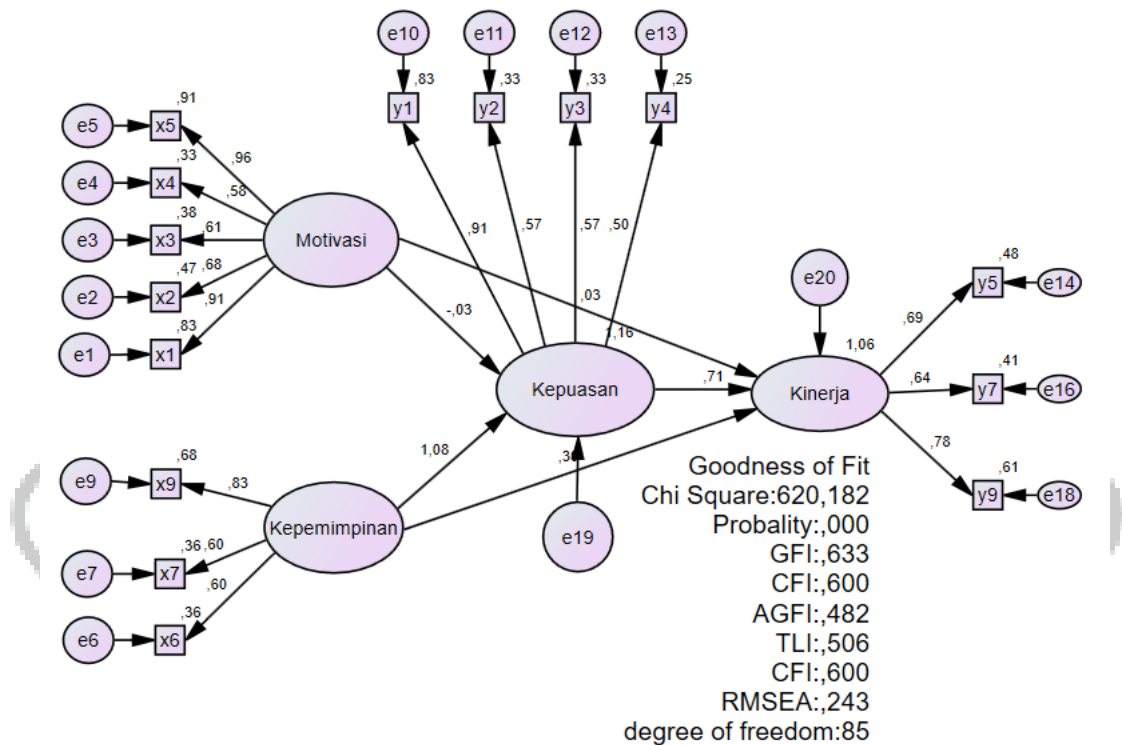 e10 e11 e12 e13
,83 ,33 ,33 ,25
y1 y2 y3 y4
,91
e5 x5
,96
,33
e4 x4
,58
,38
e3 x3 ,61
Motivasi
,47 ,68
e2 x2
,91
,83
e1 x1
,91 ,57 ,57 ,50
-,03
,03
1,16
Kepuasan
,71
e20
1,06
Kinerja
,48
y5 e14
,69
,41
,64 y7 e16
,78
,61
y9 e18
1,08
,68
e9 x9 ,83
Kepemimpinan
,36 ,60
e7 x7
,60
,36
e6 x6
e19
Goodness of Fit
Chi Square:620,182
Probality:,000
GFI:,633
CFI:,600
AGFI:,482
TLI:,506
CFI:,600
RMSEA:,243
degree of freedom:85